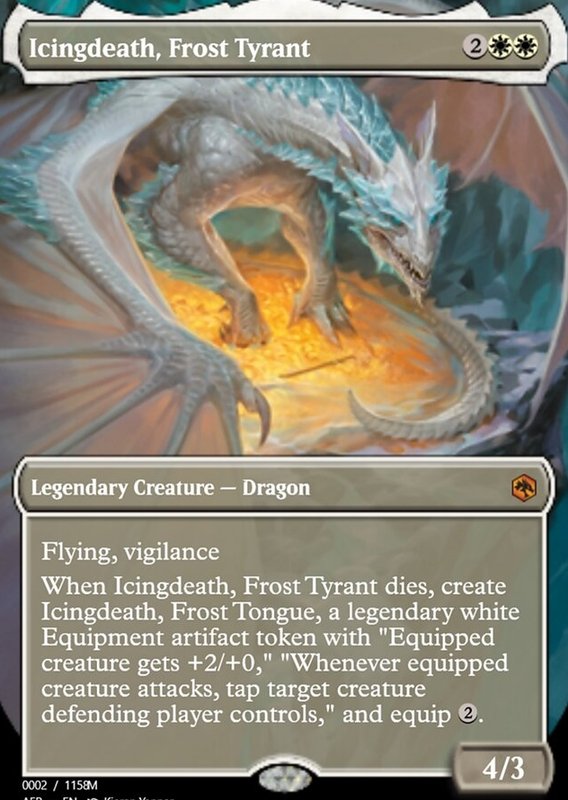 Icingdeath, Frost Tyrant 2
Legendary Creature — Dragon
Flying, vigilance
When Icingdeath, Frost Tyrant dies, create
Icingdeath, Frost Tongue, a legendary white
Equipment artifact token with "Equipped
creature gets +2/+0," "Whenever equipped
creature attacks, tap target creature
defending player controls," and equip 2.
4/3
0002 / 1158M